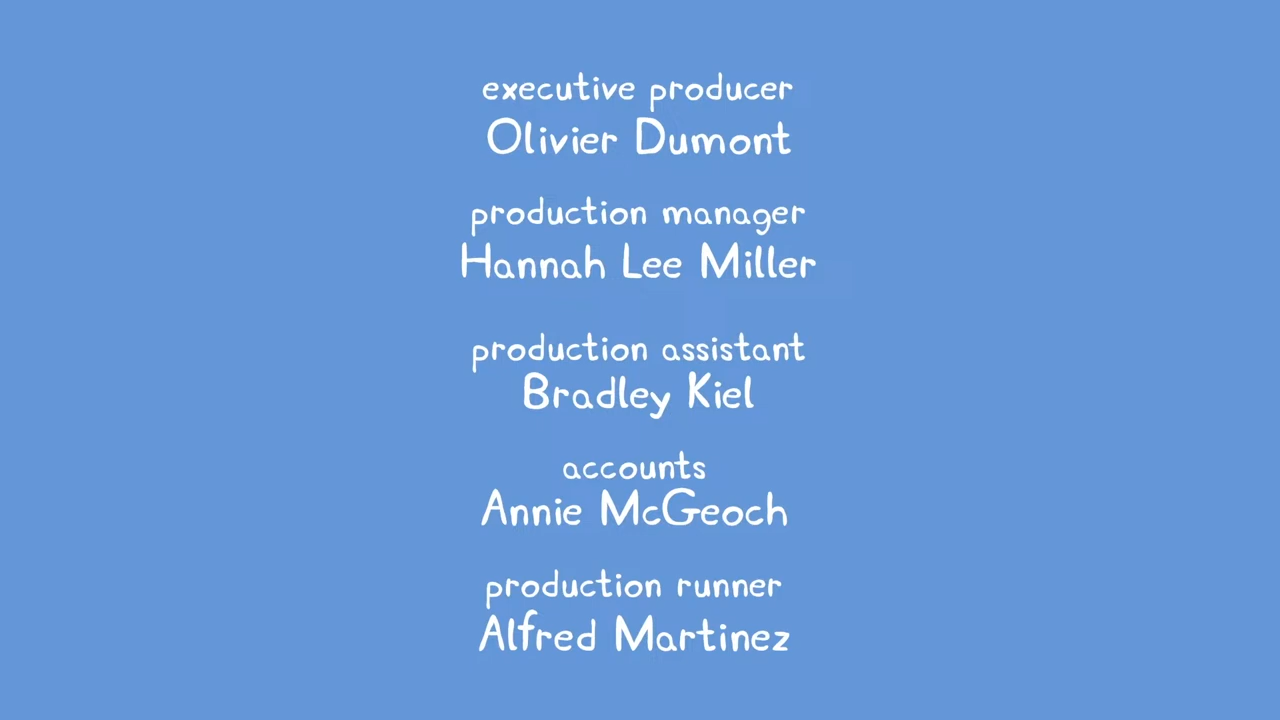 executive producer
Olivier Dumont
production manager
Hannah Lee Miller
production assistant
Bradley Kiel
accounts
Annie McGeoch
production runner
Alfred Martinez